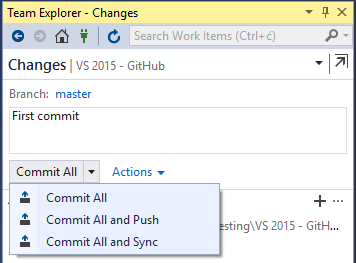 Team Explorer - Changes
Search Work Items (Ctrl+ć)
Changes | VS 2015 - GitHub
Branch: master
First commit
Commit All
Actions
Commit All
Commit All and Push
Commit All and Sync
esting\VS 2015 - GitH...